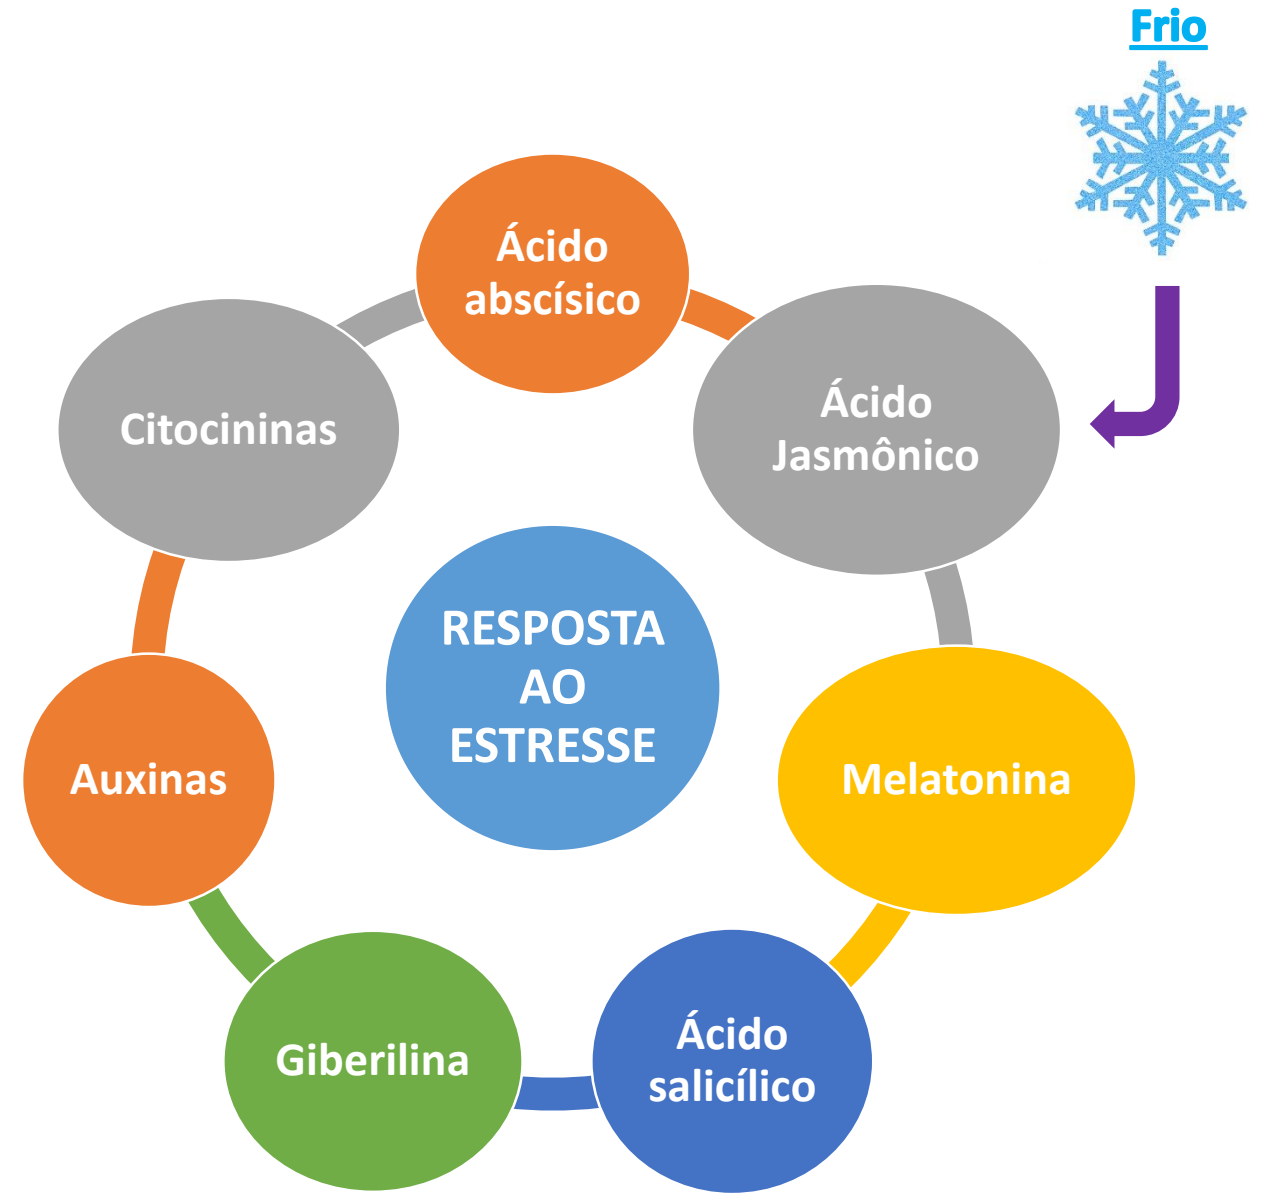 Frio
Ácido
abscísico
Citocininas
Ácido
Jasmônico
RESPOSTA
AO
ESTRESSE
Auxinas
Melatonina
Giberilina
Ácido
salicílico